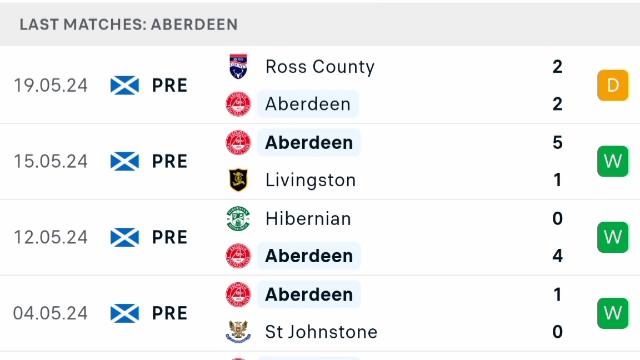 LAST MATCHES: ABERDEEN
Ross County 2
19.05.24 PRE D
Aberdeen 2
Aberdeen 5
15.05.24 PRE W
Livingston 1
Hibernian 0
12.05.24 PRE W
Aberdeen 4
Aberdeen 1
04.05.24 PRE W
St Johnstone 0